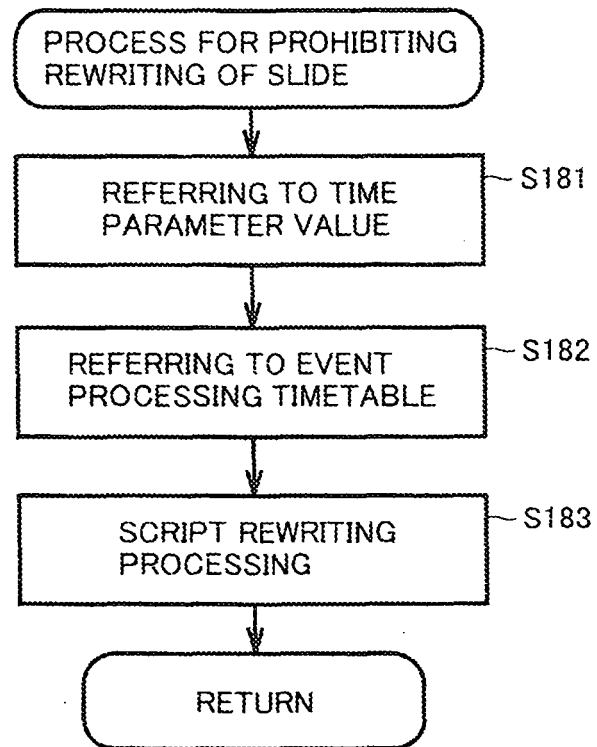 PROCESS FOR PROHIBITING
REWRITING OF SLIDE
REFERRING TO TIME
PARAMETER VALUE
S181
REFERRING TO EVENT
PROCESSING TIMETABLE
S182
SCRIPT REWRITING
PROCESSING
S183
RETURN